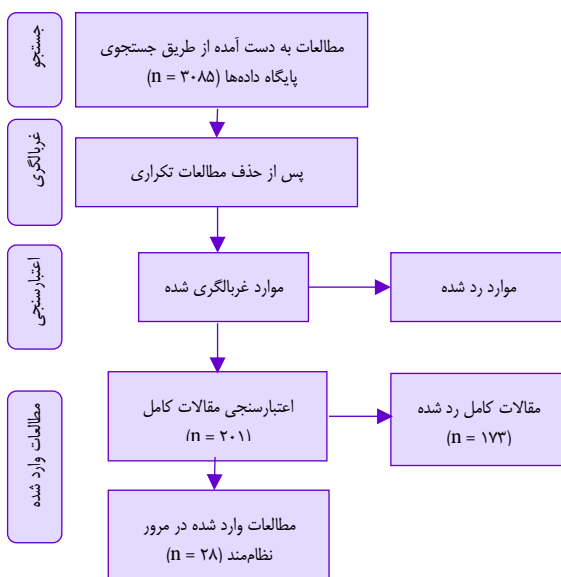 جستجو
مطالعات به دست آمده از طریق جستجوی
پایگاه داده‌ها (n = ۳۰۸۵)
غربالگری
پس از حذف مطالعات تکراری
اعتبارسنجی
موارد غربالگری شده
موارد رد شده
مطالعات وارد شده
اعتبارسنجی مقالات کامل
(n = ۲۰۱)
مقالات کامل رد شده
(n = ۱۷۳)
مطالعات وارد شده در مرور
نظام‌مند (n = ۲۸)